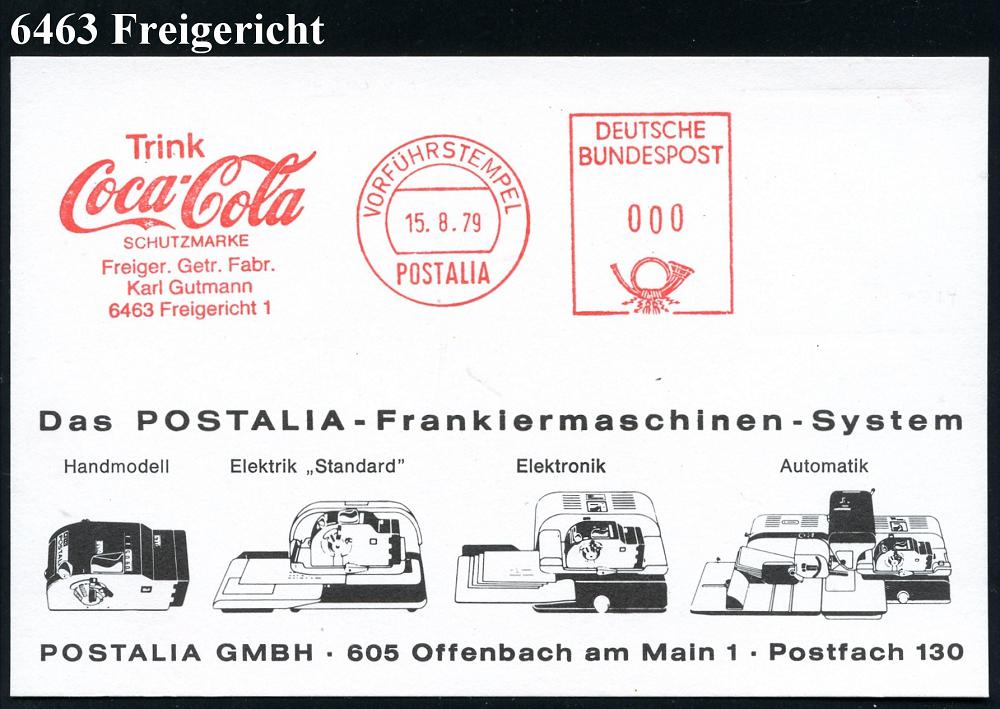 6463 Freigericht
Trink
Coca-Cola
SCHUTZMARKE
Freiger. Getr. Fabr.
Karl Gutmann
6463 Freigericht 1
VORFÜHRSTEMPEL
15. 8. 79
POSTALIA
DEUTSCHE
BUNDESPOST
000
Das POSTALIA-Frankiermaschinen-System
Handmodell
Elektrik „Standard”
Elektronik
Automatik
POSTALIA
POSTALIA GMBH · 605 Offenbach am Main 1 · Postfach 130